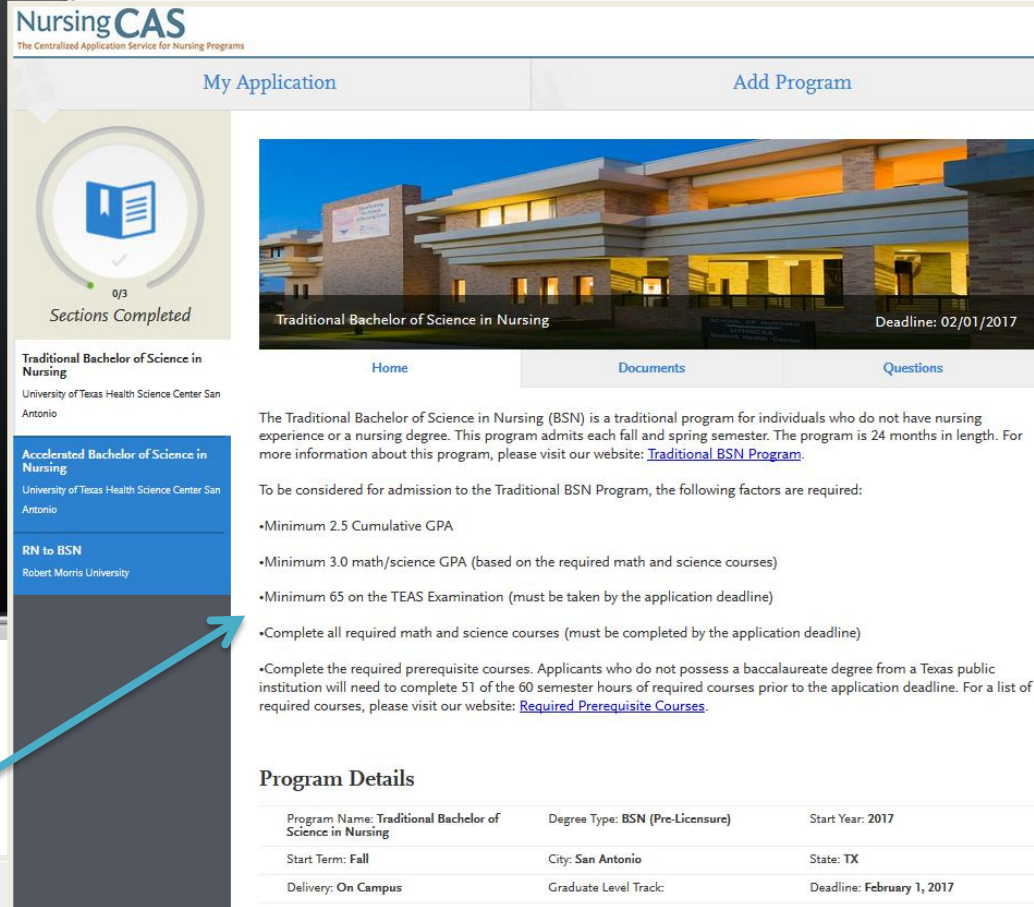 NursingCAS
The Centralized Application Service for Nursing Programs
My Application
Add Program
0/3
Sections Completed
Traditional Bachelor of Science in
Nursing
University of Texas Health Science Center San
Antonio
Accelerated Bachelor of Science in
Nursing
University of Texas Health Science Center San
Antonio
RN to BSN
Robert Morris University
Traditional Bachelor of Science in Nursing
SCHOOL OF NURSING
UTHSCSA
Student Health Center
Deadline: 02/01/2017
Home
Documents
Questions
The Traditional Bachelor of Science in Nursing (BSN) is a traditional program for individuals who do not have nursing
experience or a nursing degree. This program admits each fall and spring semester. The program is 24 months in length. For
more information about this program, please visit our website: Traditional BSN Program.
To be considered for admission to the Traditional BSN Program, the following factors are required:
•Minimum 2.5 Cumulative GPA
•Minimum 3.0 math/science GPA (based on the required math and science courses)
•Minimum 65 on the TEAS Examination (must be taken by the application deadline)
•Complete all required math and science courses (must be completed by the application deadline)
•Complete the required prerequisite courses. Applicants who do not possess a baccalaureate degree from a Texas public
institution will need to complete 51 of the 60 semester hours of required courses prior to the application deadline. For a list of
required courses, please visit our website: Required Prerequisite Courses.
Program Details
Program Name: Traditional Bachelor of
Science in Nursing
Degree Type: BSN (Pre-Licensure)
Start Year: 2017
Start Term: Fall
City: San Antonio
State: TX
Delivery: On Campus
Graduate Level Track:
Deadline: February 1, 2017